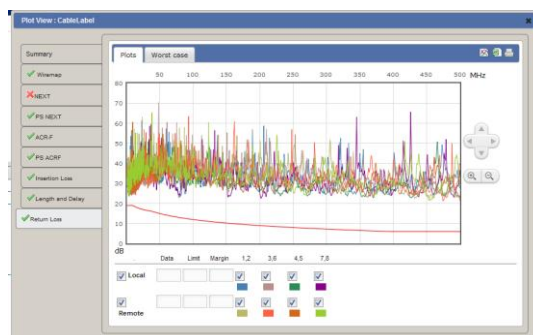 Plot View : CableLabel
Summary
Wiremap
NEXT
PS NEXT
ACR-F
PS ACRF
Insertion Loss
Length and Delay
Return Loss
Plots Worst case
50 100 150 200 250 300 350 400 450 500 MHz
80
70
60
50
40
30
20
10
0
dB
Data Limit Margin 1,2 3,6 4,5 7,8
Local
Remote